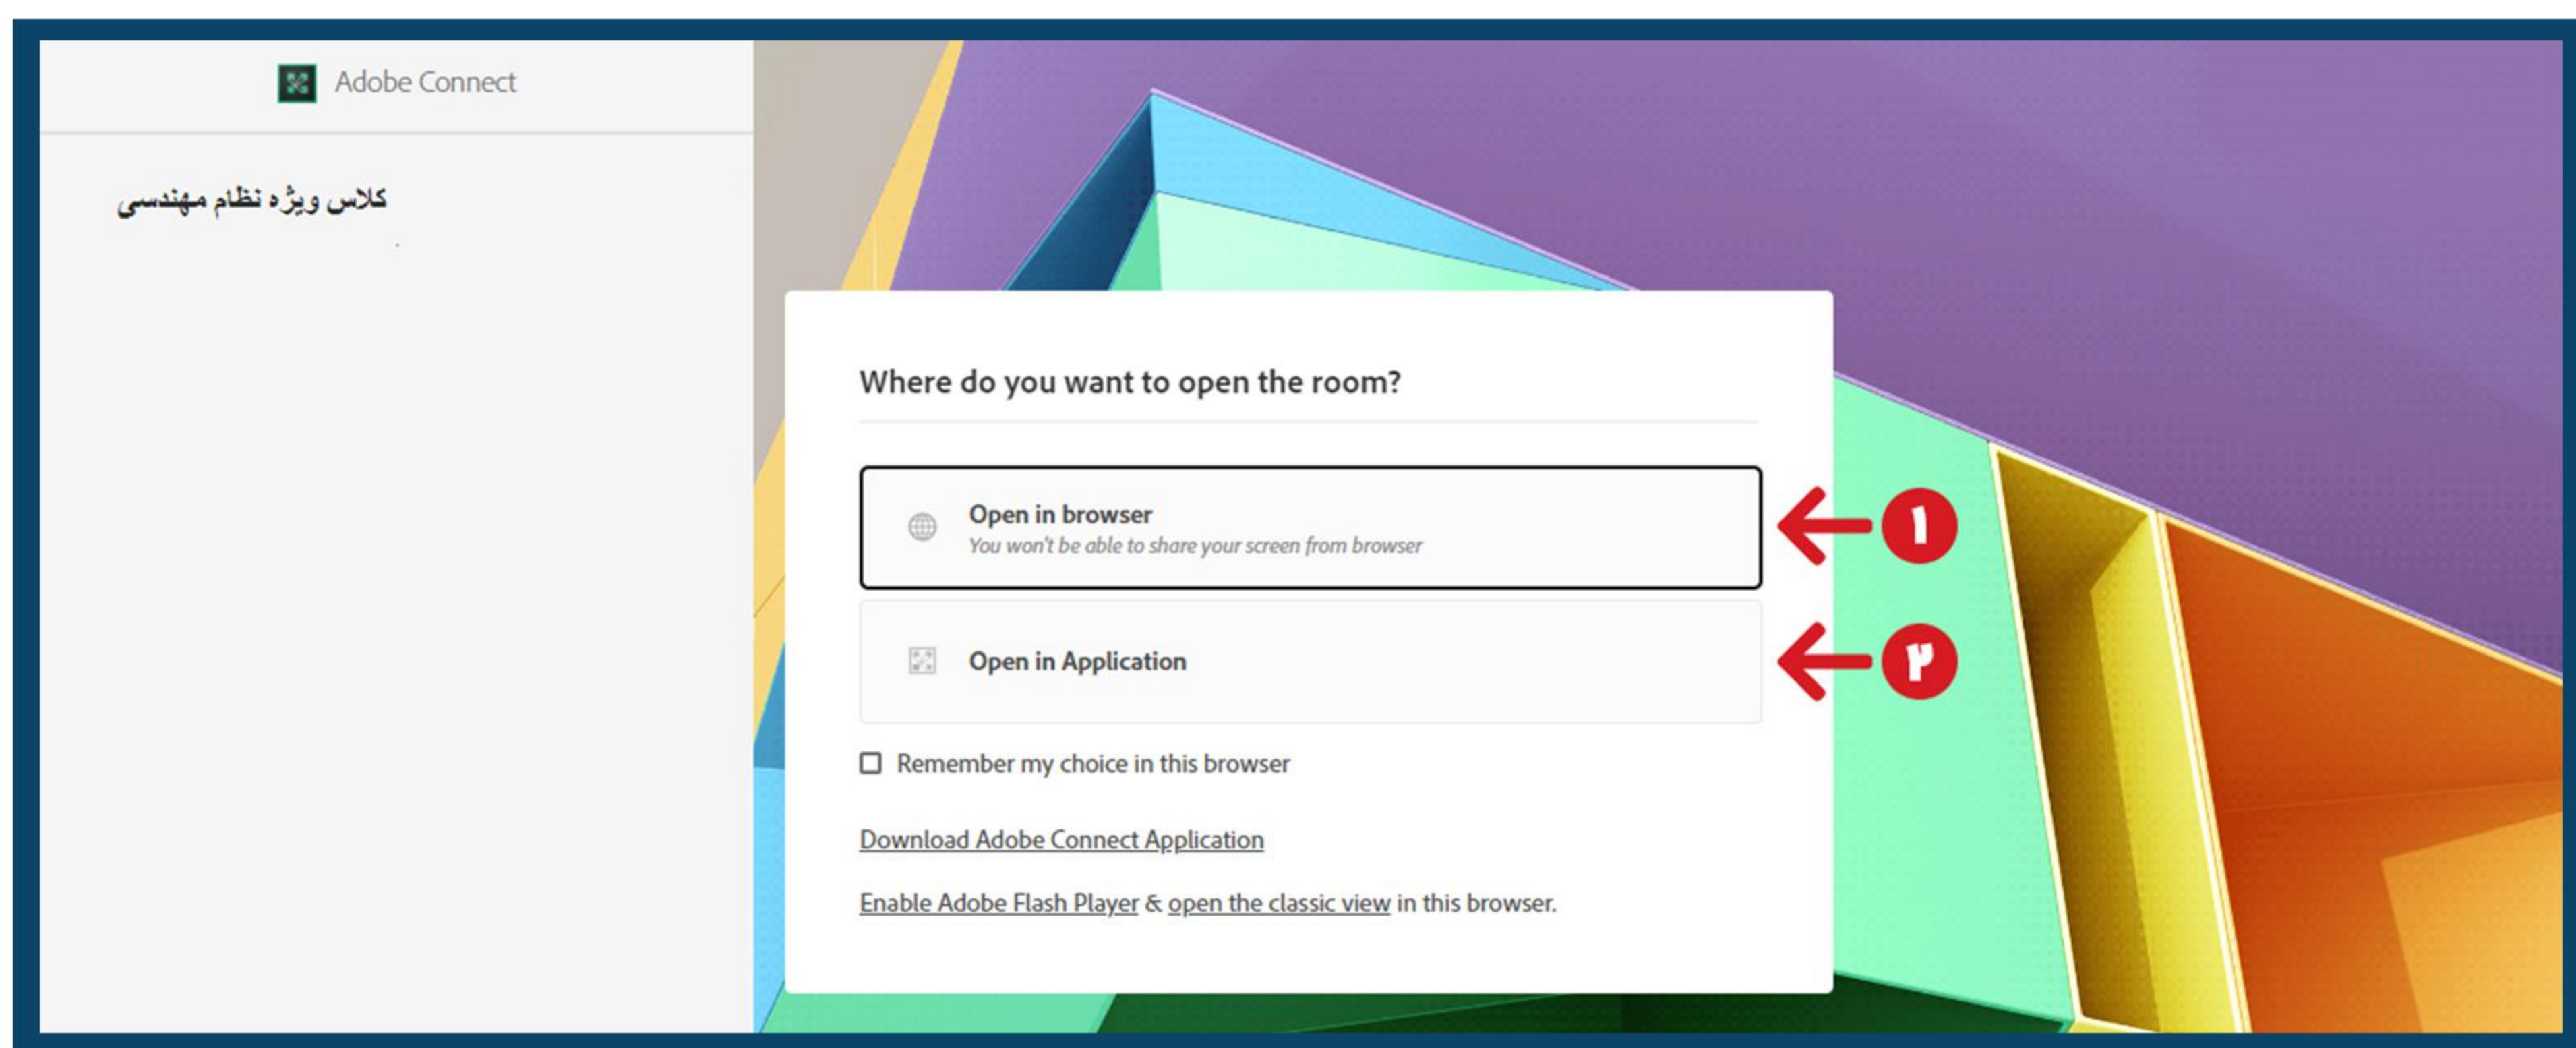 Adobe Connect
کلاس ویژه نظام مهندسی
Where do you want to open the room?
Open in browser
You won't be able to share your screen from browser
۱
Open in Application
۲
Remember my choice in this browser
Download Adobe Connect Application
Enable Adobe Flash Player & open the classic view in this browser.